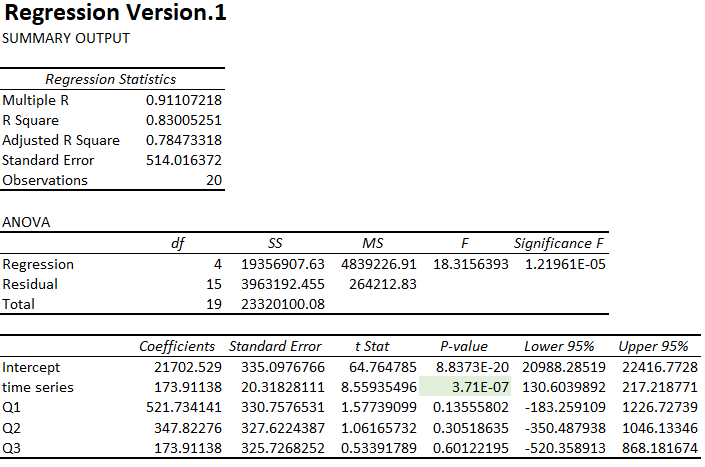 Regression Version.1
SUMMARY OUTPUT
Regression Statistics
Multiple R 0.91107218
R Square 0.83005251
Adjusted R Square 0.78473318
Standard Error 514.016372
Observations 20
ANOVA
df SS MS F Significance F
Regression 4 19356907.63 4839226.91 18.3156393 1.21961E-05
Residual 15 3963192.455 264212.83
Total 19 23320100.08
Coefficients Standard Error t Stat P-value Lower 95% Upper 95%
Intercept 21702.529 335.0976766 64.764785 8.8373E-20 20988.28519 22416.7728
time series 173.91138 20.31828111 8.55935496 3.71E-07 130.6039892 217.218771
Q1 521.734141 330.7576531 1.57739099 0.13555802 -183.259109 1226.72739
Q2 347.82276 327.6224387 1.06165732 0.30518635 -350.487938 1046.13346
Q3 173.91138 325.7268252 0.53391789 0.60122195 -520.358913 868.181674